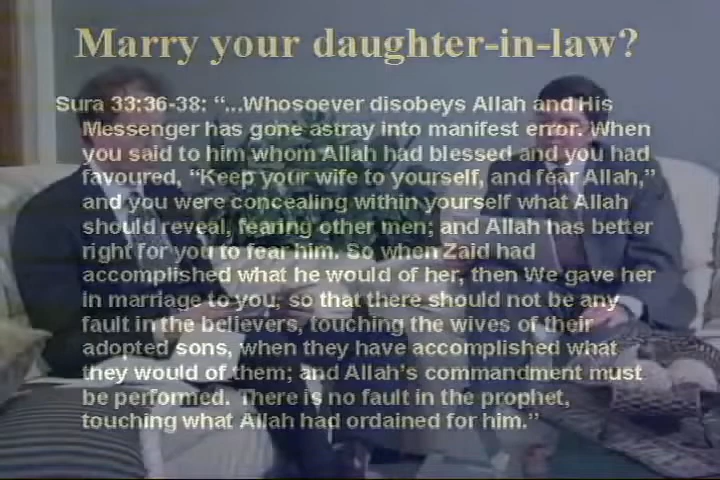 Marry your daughter-in-law?
Sura 33:36-38: “...Whosoever disobeys Allah and His
Messenger has gone astray into manifest error. When
you said to him whom Allah had blessed and you had
favoured, “Keep your wife to yourself, and fear Allah,”
and you were concealing within yourself what Allah
should reveal, fearing other men; and Allah has better
right for you to fear him. So when Zaid had
accomplished what he would of her, then We gave her
in marriage to you, so that there should not be any
fault in the believers, touching the wives of their
adopted sons, when they have accomplished what
they would of them; and Allah’s commandment must
be performed. There is no fault in the prophet,
touching what Allah had ordained for him.”